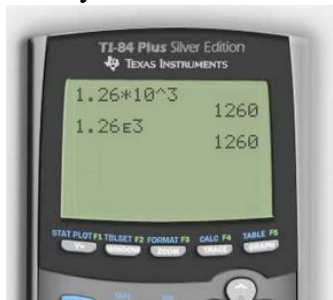 TI-84 Plus Silver Edition
TEXAS INSTRUMENTS
1.26*10^3
1260
1.26ᴇ3
1260
STAT PLOT F1 TBLSET F2 FORMAT F3 CALC F4 TABLE F5
Y= WINDOW ZOOM TRACE GRAPH